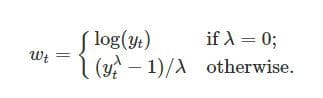 w_t = { log(y_t) if λ = 0;
(y_t^λ − 1)/λ otherwise.